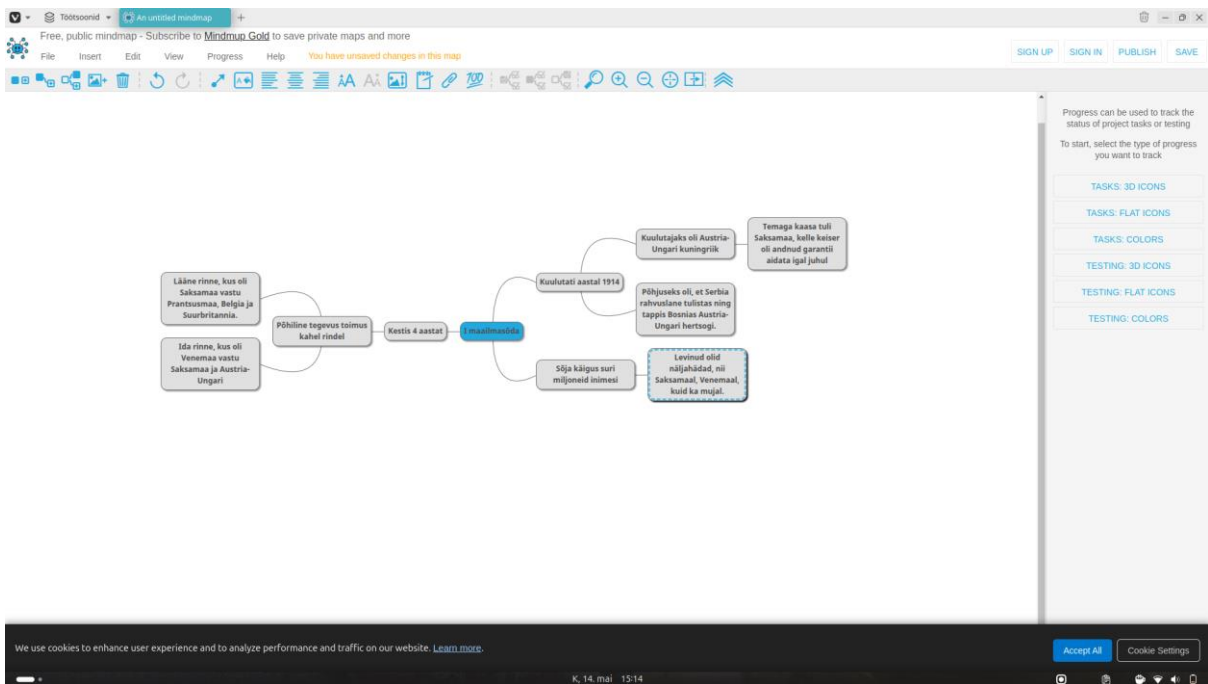 Töötsoonid
An untitled mindmap
Free, public mindmap - Subscribe to Mindmup Gold to save private maps and more
File Insert Edit View Progress Help You have unsaved changes in this map
SIGN UP SIGN IN PUBLISH SAVE
Progress can be used to track the
status of project tasks or testing
To start, select the type of progress
you want to track
TASKS: 3D ICONS
TASKS: FLAT ICONS
TASKS: COLORS
TESTING: 3D ICONS
TESTING: FLAT ICONS
TESTING: COLORS
Lääne rinne, kus oli
Saksamaa vastu
Prantsusmaa, Belgia ja
Suurbritannia.
Ida rinne, kus oli
Venemaa vastu
Saksamaa ja Austria-
Ungari
Põhiline tegevus toimus
kahel rindel
Kestis 4 aastat
I maailmasõda
Kuulutati aastal 1914
Kuulutajaks oli Austria-
Ungari kuningriik
Temaga kaasa tuli
Saksamaa, kelle keiser
oli andnud garantii
aidata igal juhul
Põhjuseks oli, et Serbia
rahvuslane tulistas ning
tappis Bosnias Austria-
Ungari hertsogi.
Sõja käigus suri
miljoneid inimesi
Levinud olid
näljahädad, nii
Saksamaal, Venemaal,
kuid ka mujal.
We use cookies to enhance user experience and to analyze performance and traffic on our website. Learn more.
Accept All
Cookie Settings
K, 14. mai 15:14